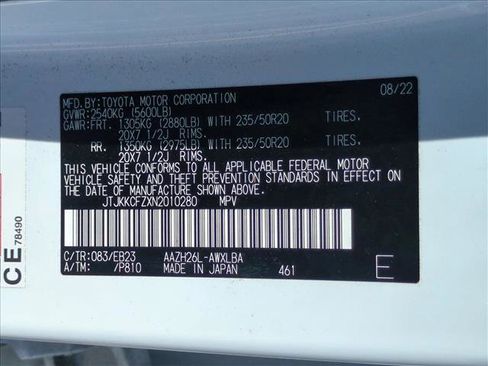 MFD.BY:TOYOTA MOTOR CORPORATION 08/22
GVWR:2540KG (5600LB)
GAWR:FRT. 1305KG (2880LB) WITH 235/50R20 TIRES.
20X7 1/2J RIMS.
RR. 1350KG (2975LB) WITH 235/50R20 TIRES.
20X7 1/2J RIMS.
THIS VEHICLE CONFORMS TO ALL APPLICABLE FEDERAL MOTOR
VEHICLE SAFETY AND THEFT PREVENTION STANDARDS IN EFFECT
ON THE DATE OF MANUFACTURE SHOWN ABOVE.
JTJKKCFZXN2010280 MPV
C/TR:083/EB23 AAZH26L-AWXLBA
A/TM: /P810 MADE IN JAPAN 461
E
CE
78490